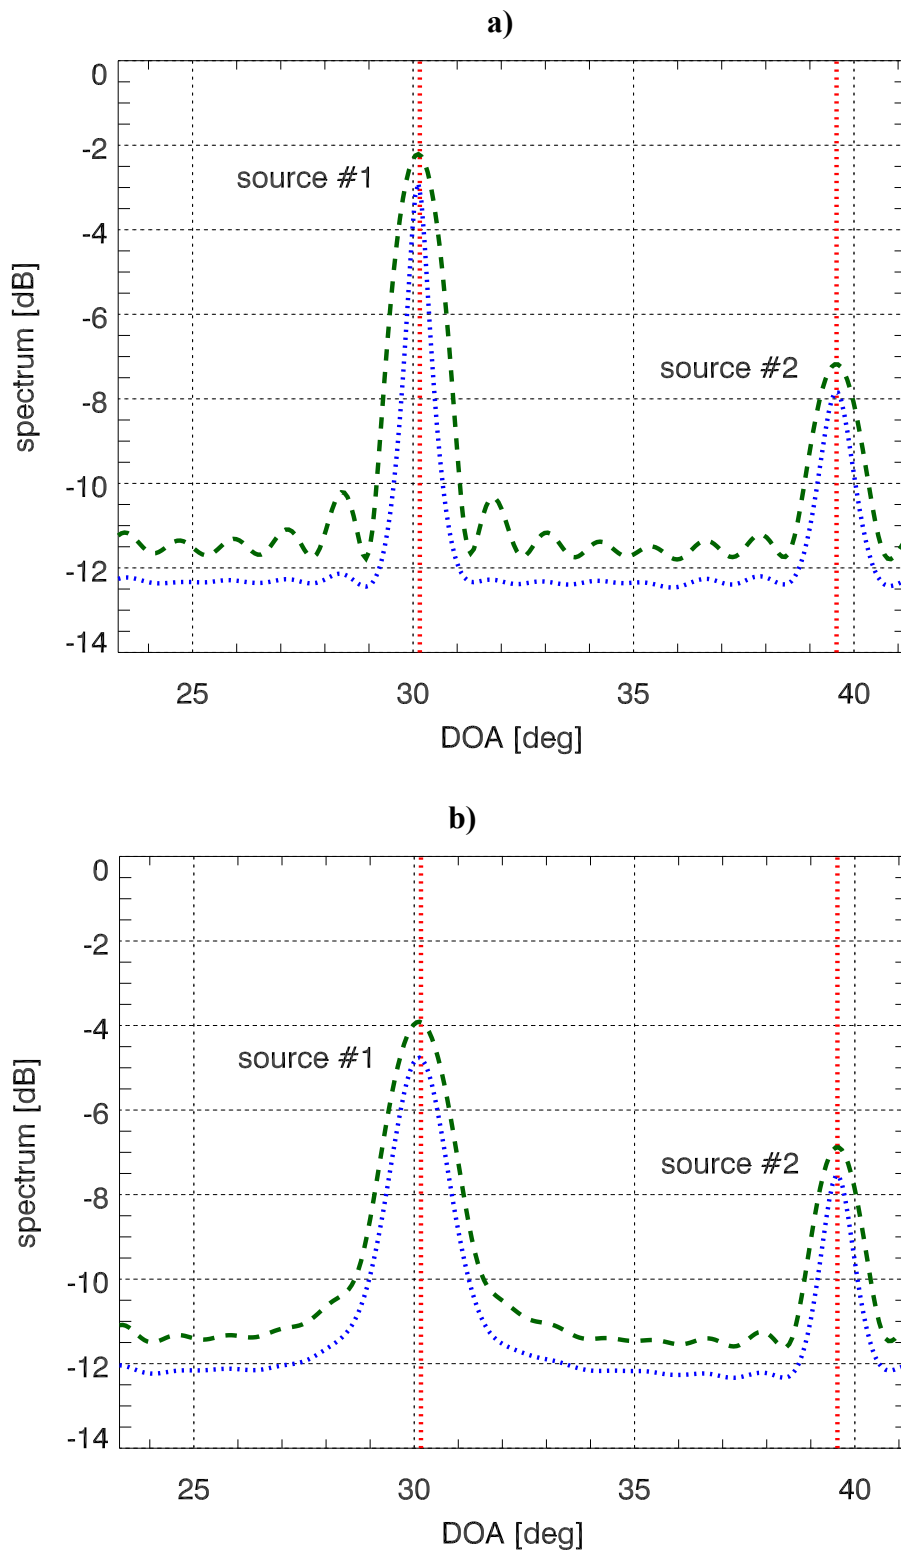 a)
0
-2
source #1
-4
-6
source #2
-8
-10
-12
-14
spectrum [dB]
25 30 35 40
DOA [deg]
b)
0
-2
-4
source #1
-6
source #2
-8
-10
-12
-14
spectrum [dB]
25 30 35 40
DOA [deg]